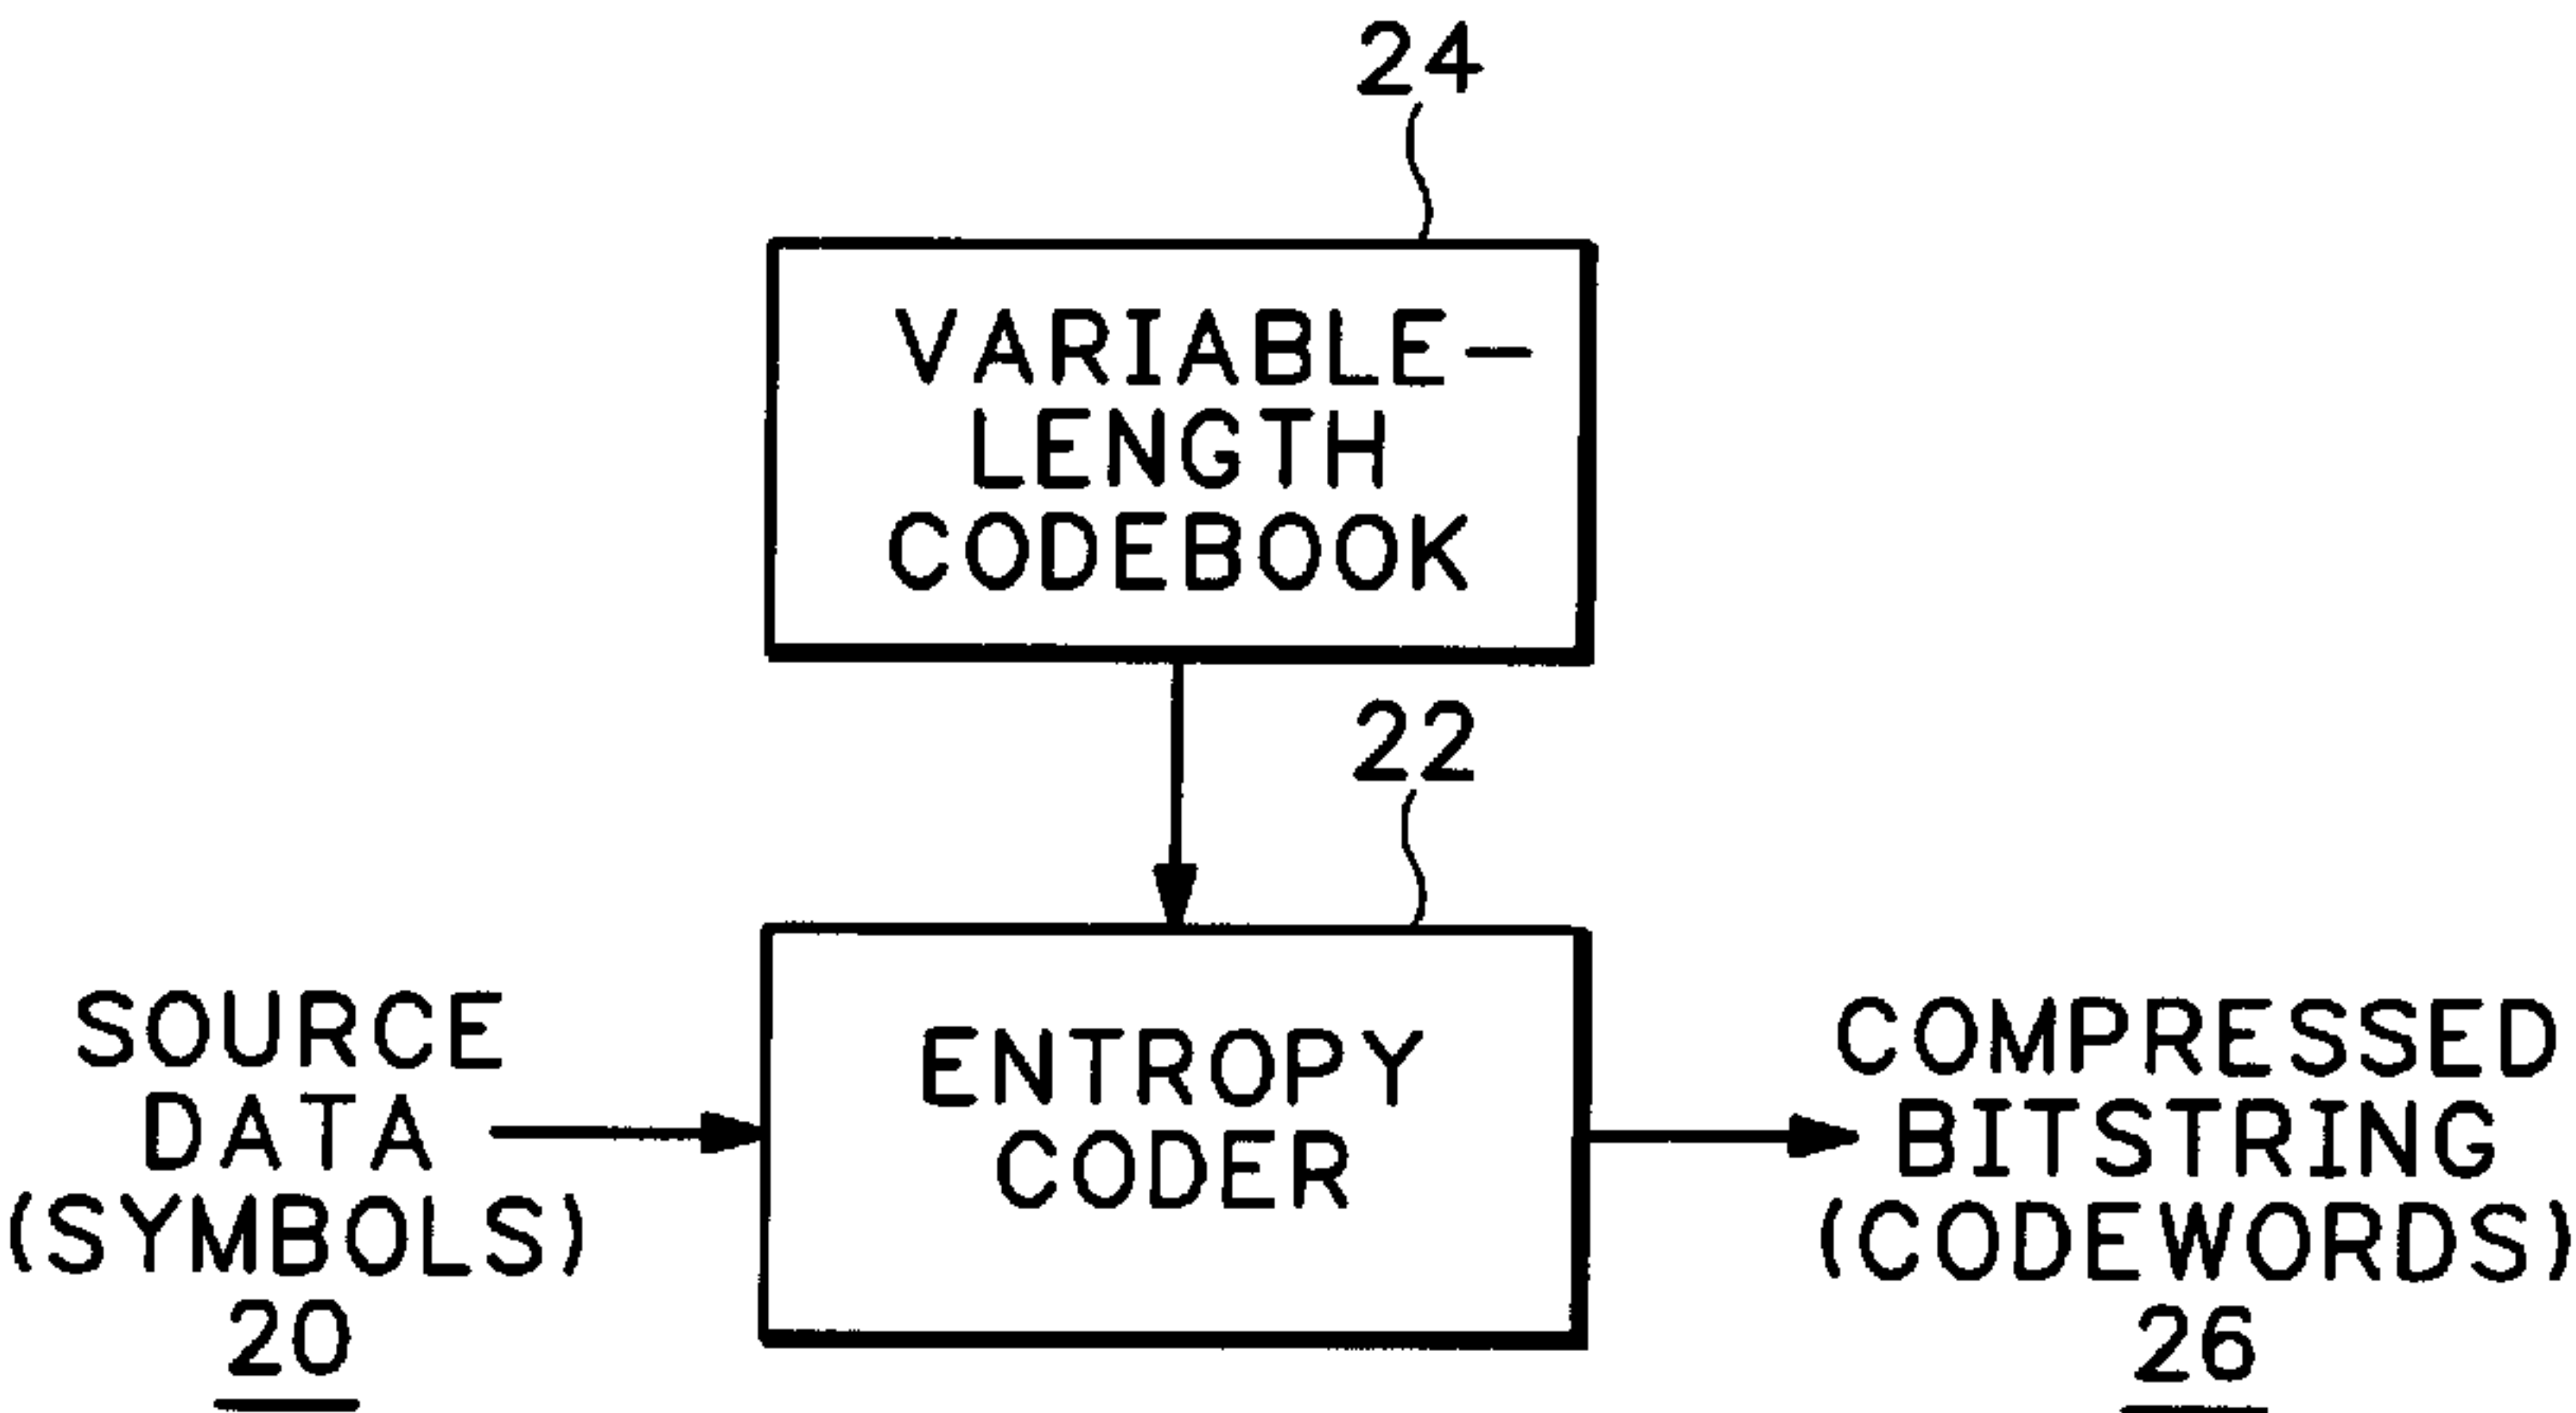 24
VARIABLE-
LENGTH
CODEBOOK
22
ENTROPY
CODER
SOURCE
DATA
(SYMBOLS)
20
COMPRESSED
BITSTRING
(CODEWORDS)
26